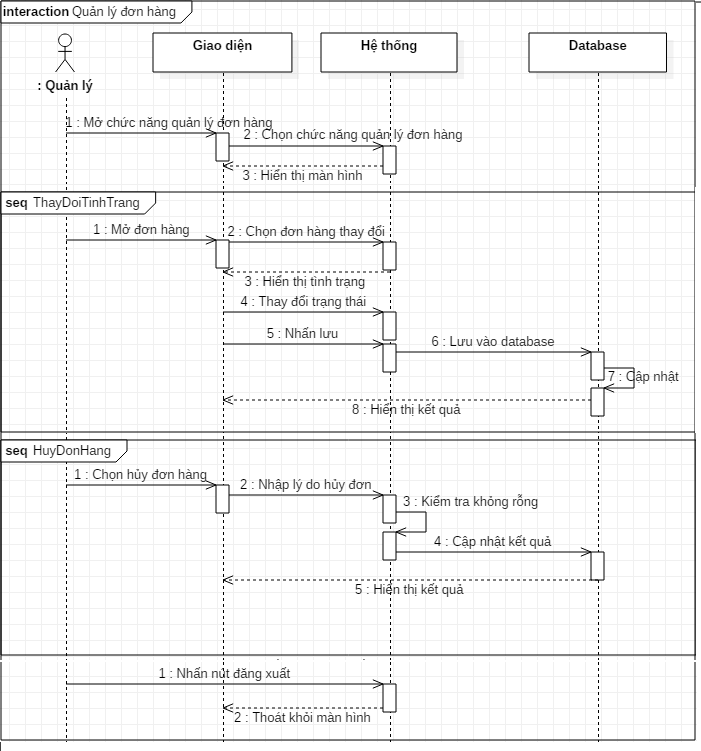 interaction Quản lý đơn hàng
Giao diện
Hệ thống
Database
: Quản lý
1 : Mở chức năng quản lý đơn hàng
2 : Chọn chức năng quản lý đơn hàng
3 : Hiển thị màn hình
seq ThayDoiTinhTrang
1 : Mở đơn hàng
2 : Chọn đơn hàng thay đổi
3 : Hiển thị tình trạng
4 : Thay đổi trạng thái
5 : Nhấn lưu
6 : Lưu vào database
7 : Cập nhật
8 : Hiển thị kết quả
seq HuyDonHang
1 : Chọn hủy đơn hàng
2 : Nhập lý do hủy đơn
3 : Kiểm tra không rỗng
4 : Cập nhật kết quả
5 : Hiển thị kết quả
1 : Nhấn nút đăng xuất
2 : Thoát khỏi màn hình